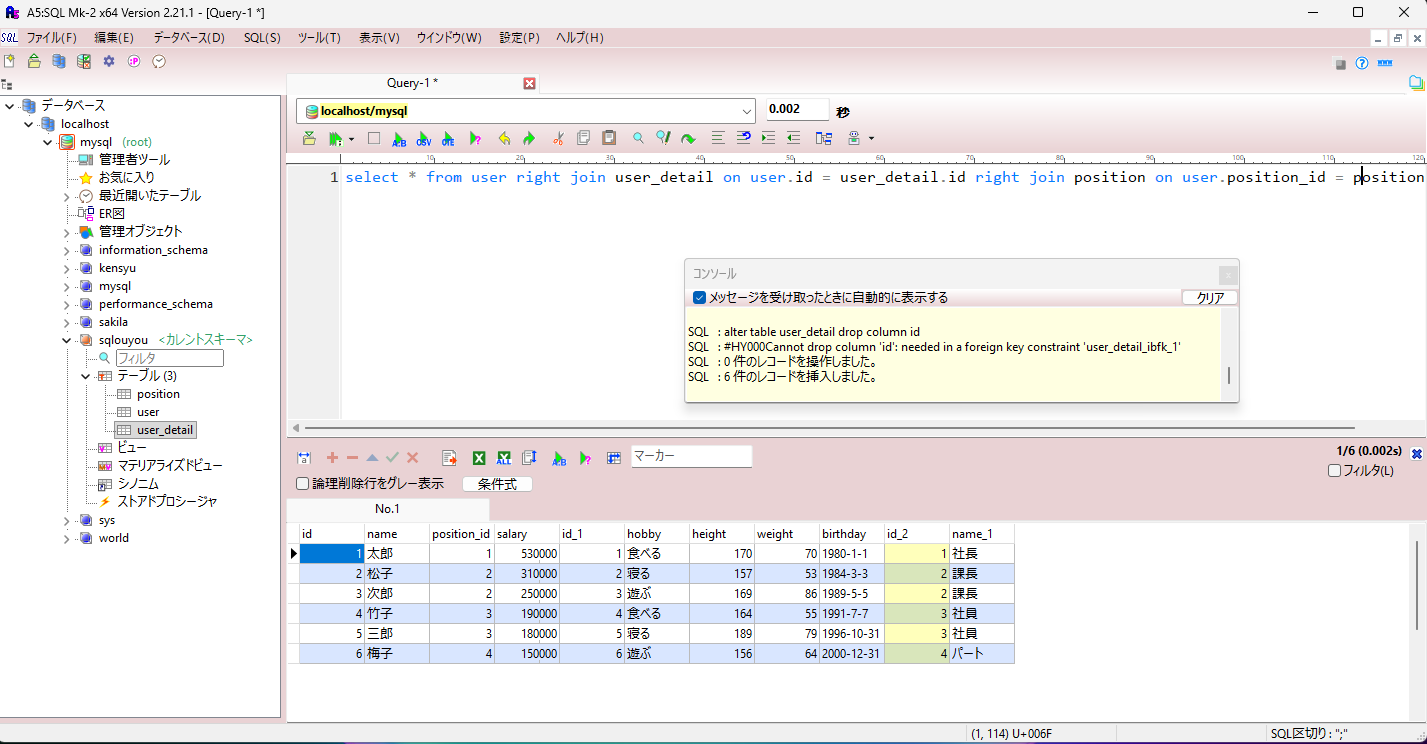 A5:SQL Mk-2 x64 Version 2.21.1 - [Query-1 *]
SQL ファイル(F) 編集(E) データベース(D) SQL(S) ツール(T) 表示(V) ウインドウ(W) 設定(P) ヘルプ(H)
Query-1 *
データベース
localhost
mysql (root)
管理者ツール
お気に入り
最近開いたテーブル
ER図
管理オブジェクト
information_schema
kensyu
mysql
performance_schema
sakila
sqlouyou <カレントスキーマ>
フィルタ
テーブル (3)
position
user
user_detail
ビュー
マテリアライズドビュー
シノニム
ストアドプロシージャ
sys
world
localhost/mysql 0.002 秒
A:B CSV CTE
10 20 30 40 50 60 70 80 90 100 110 120
1 select * from user right join user_detail on user.id = user_detail.id right join position on user.position_id = position
コンソール
メッセージを受け取ったときに自動的に表示する クリア
SQL : alter table user_detail drop column id
SQL : #HY000Cannot drop column 'id': needed in a foreign key constraint 'user_detail_ibfk_1'
SQL : 0 件のレコードを操作しました。
SQL : 6 件のレコードを挿入しました。
ALL A:B マーカー 1/6 (0.002s)
論理削除行をグレー表示 条件式 フィルタ(L)
No.1
id name position_id salary id_1 hobby height weight birthday id_2 name_1
1 太郎 1 530000 1 食べる 170 70 1980-1-1 1 社長
2 松子 2 310000 2 寝る 157 53 1984-3-3 2 課長
3 次郎 2 250000 3 遊ぶ 169 86 1989-5-5 2 課長
4 竹子 3 190000 4 食べる 164 55 1991-7-7 3 社員
5 三郎 3 180000 5 寝る 189 79 1996-10-31 3 社員
6 梅子 4 150000 6 遊ぶ 156 64 2000-12-31 4 パート
(1, 114) U+006F SQL区切り : ";"